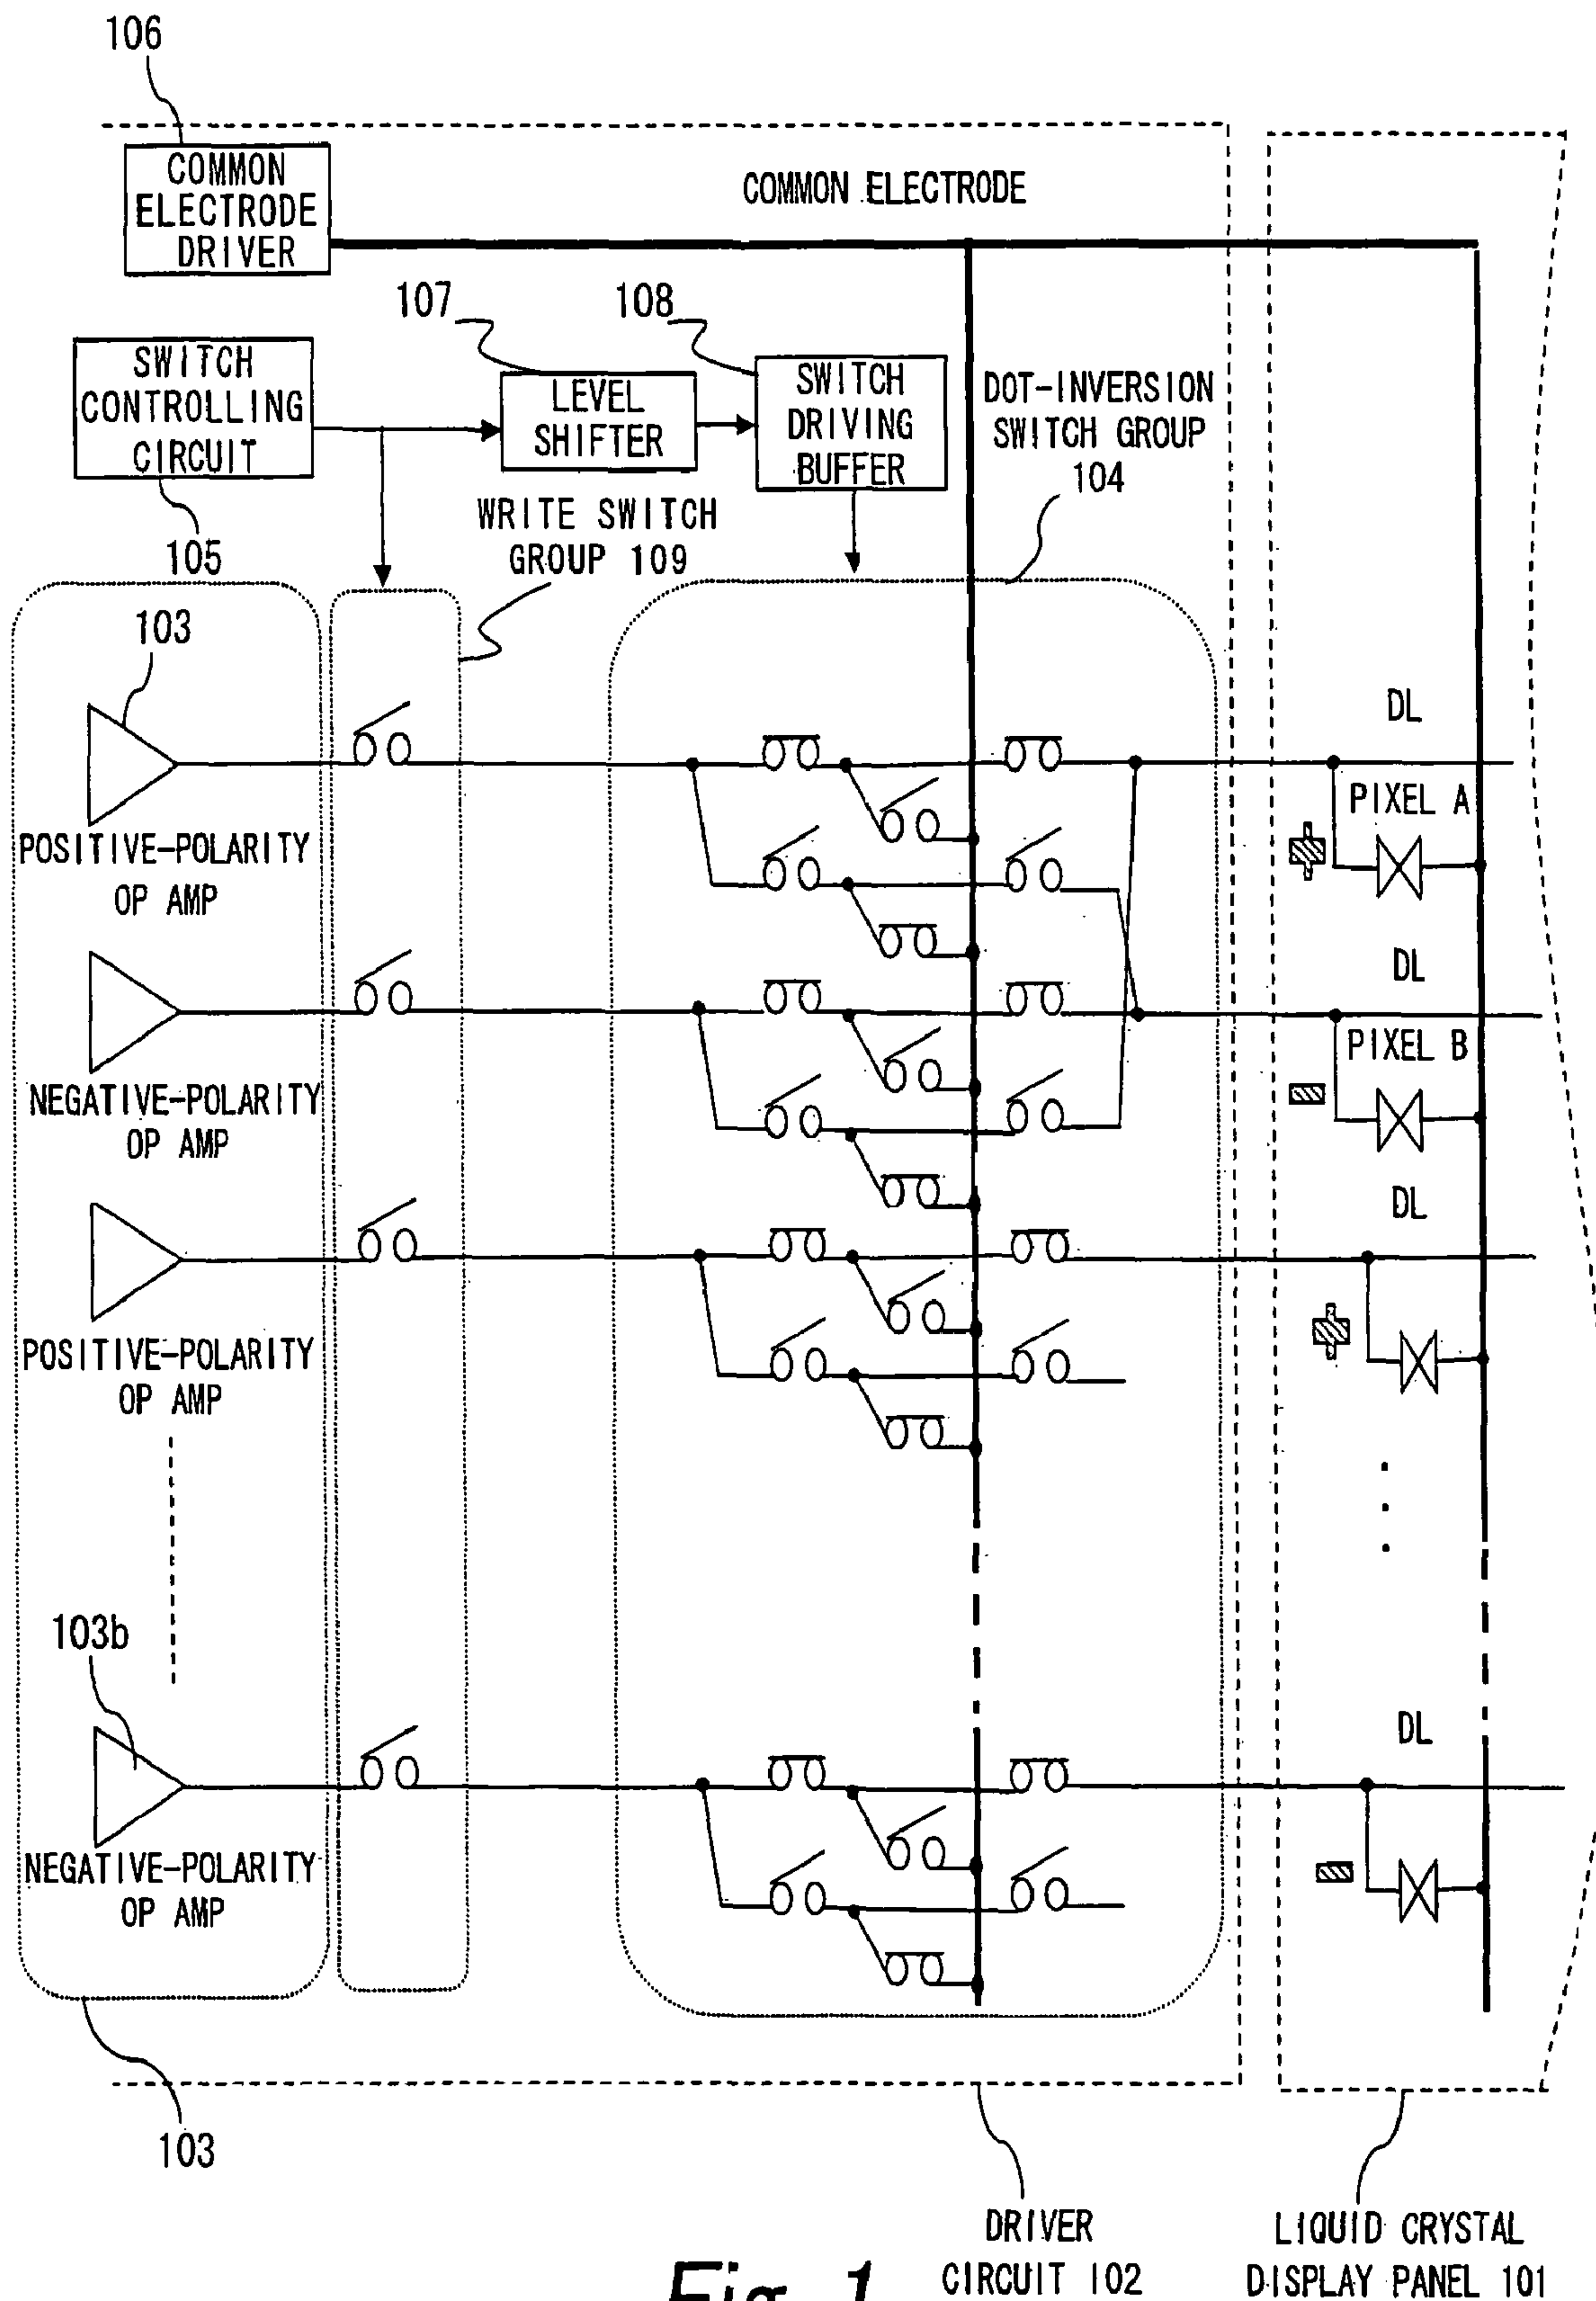 106
COMMON
ELECTRODE
DRIVER
COMMON ELECTRODE
107
108
SWITCH
CONTROLLING
CIRCUIT
LEVEL
SHIFTER
SWITCH
DRIVING
BUFFER
DOT-INVERSION
SWITCH GROUP
104
WRITE SWITCH
GROUP 109
105
103
DL
POSITIVE-POLARITY
OP AMP
PIXEL A
DL
NEGATIVE-POLARITY
OP AMP
PIXEL B
DL
POSITIVE-POLARITY
OP AMP
103b
DL
NEGATIVE-POLARITY
OP AMP
103
DRIVER
CIRCUIT 102
LIQUID CRYSTAL
DISPLAY PANEL 101
Fig. 1